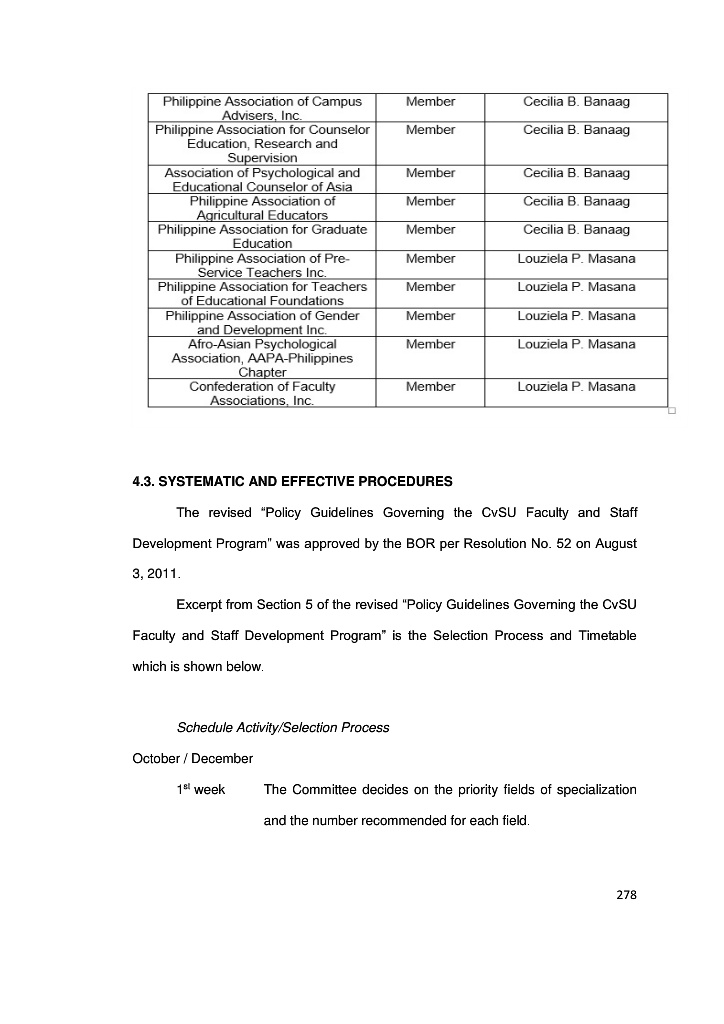 Philippine Association of Campus Member Cecilia B. Banaag
Advisers, Inc.
Philippine Association for Counselor Member Cecilia B. Banaag
Education, Research and
Supervision
Association of Psychological and Member Cecilia B. Banaag
Educational Counselor of Asia
Philippine Association of Member Cecilia B. Banaag
Agricultural Educators
Philippine Association for Graduate Member Cecilia B. Banaag
Education
Philippine Association of Pre- Member Louziela P. Masana
Service Teachers Inc.
Philippine Association for Teachers Member Louziela P. Masana
of Educational Foundations
Philippine Association of Gender Member Louziela P. Masana
and Development Inc.
Afro-Asian Psychological Member Louziela P. Masana
Association, AAPA-Philippines
Chapter
Confederation of Faculty Member Louziela P. Masana
Associations, Inc.
4.3. SYSTEMATIC AND EFFECTIVE PROCEDURES
The revised “Policy Guidelines Governing the CvSU Faculty and Staff
Development Program” was approved by the BOR per Resolution No. 52 on August
3, 2011.
Excerpt from Section 5 of the revised “Policy Guidelines Governing the CvSU
Faculty and Staff Development Program” is the Selection Process and Timetable
which is shown below.
Schedule Activity/Selection Process
October / December
1st week The Committee decides on the priority fields of specialization
and the number recommended for each field.
278